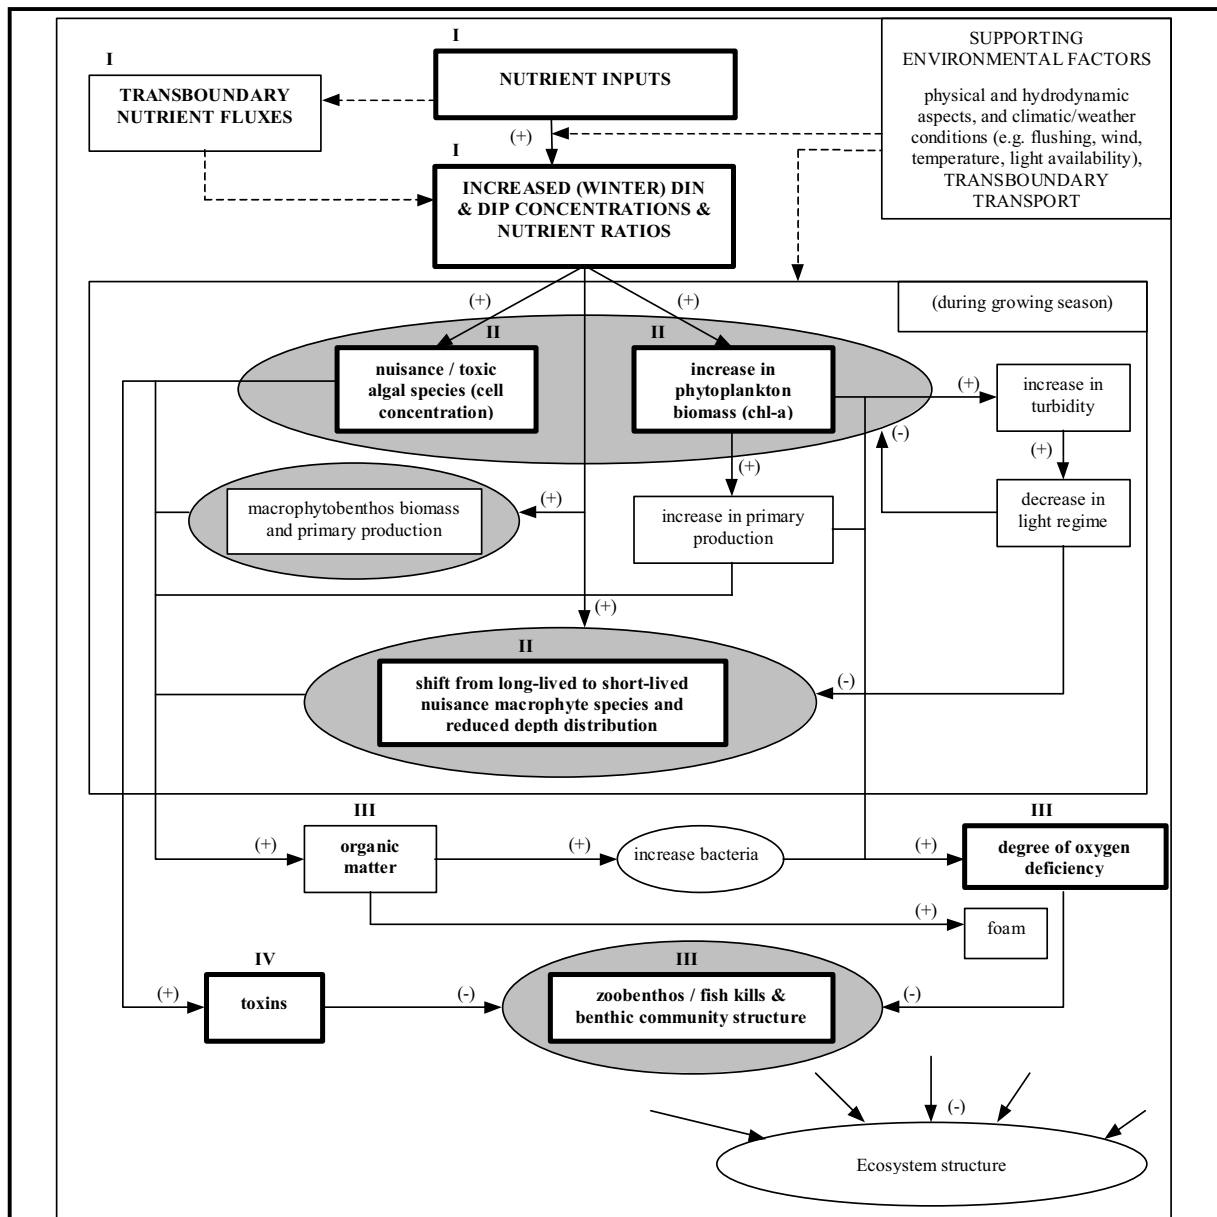 I
NUTRIENT INPUTS
I
TRANSBOUNDARY
NUTRIENT FLUXES
SUPPORTING
ENVIRONMENTAL FACTORS
physical and hydrodynamic
aspects, and climatic/weather
conditions (e.g. flushing, wind,
temperature, light availability),
TRANSBOUNDARY
TRANSPORT
(+)
I
INCREASED (WINTER) DIN
& DIP CONCENTRATIONS &
NUTRIENT RATIOS
(during growing season)
(+)
(+)
II
nuisance / toxic
algal species (cell
concentration)
II
increase in
phytoplankton
biomass (chl-a)
(+)
increase in
turbidity
(-)
(+)
(+)
decrease in
light regime
macrophytobenthos biomass
and primary production
(+)
increase in primary
production
(+)
II
shift from long-lived to short-lived
nuisance macrophyte species and
reduced depth distribution
(-)
III
(+)
organic
matter
(+)
increase bacteria
(+)
III
degree of oxygen
deficiency
(+)
foam
IV
(+)
toxins
(-)
III
zoobenthos / fish kills &
benthic community structure
(-)
(-)
Ecosystem structure